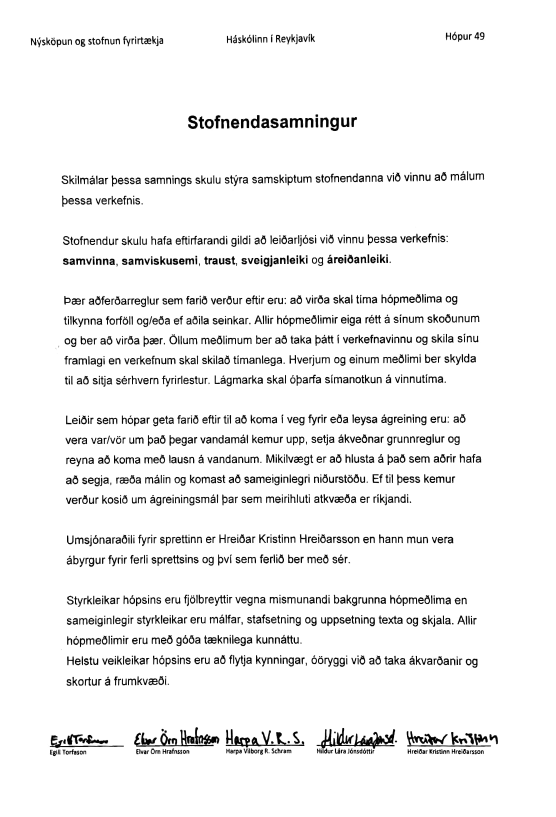 Nýsköpun og stofnun fyrirtækja Háskólinn í Reykjavík Hópur 49
Stofnendasamningur
Skilmálar þessa samnings skulu stýra samskiptum stofnendanna við vinnu að málum
þessa verkefnis.
Stofnendur skulu hafa eftirfarandi gildi að leiðarljósi við vinnu þessa verkefnis:
samvinna, samviskusemi, traust, sveigjanleiki og áreiðanleiki.
Þær aðferðarreglur sem farið verður eftir eru: að virða skal tíma hópmeðlima og
tilkynna forföll og/eða ef aðila seinkar. Allir hópmeðlimir eiga rétt á sínum skoðunum
og ber að virða þær. Öllum meðlimum ber að taka þátt í verkefnavinnu og skila sínu
framlagi en verkefnum skal skilað tímanlega. Hverjum og einum meðlimi ber skylda
til að sitja sérhvern fyrirlestur. Lágmarka skal óþarfa símanotkun á vinnutíma.
Leiðir sem hópar geta farið eftir til að koma í veg fyrir eða leysa ágreining eru: að
vera var/vör um það þegar vandamál kemur upp, setja ákveðnar grunnreglur og
reyna að koma með lausn á vandanum. Mikilvægt er að hlusta á það sem aðrir hafa
að segja, ræða málin og komast að sameiginlegri niðurstöðu. Ef til þess kemur
verður kosið um ágreiningsmál þar sem meirihluti atkvæða er ríkjandi.
Umsjónaraðili fyrir sprettinn er Hreiðar Kristinn Hreiðarsson en hann mun vera
ábyrgur fyrir ferli sprettsins og því sem ferlið ber með sér.
Styrkleikar hópsins eru fjölbreyttir vegna mismunandi bakgrunna hópmeðlima en
sameiginlegir styrkleikar eru málfar, stafsetning og uppsetning texta og skjala. Allir
hópmeðlimir eru með góða tæknilega kunnáttu.
Helstu veikleikar hópsins eru að flytja kynningar, óöryggi við að taka ákvarðanir og
skortur á frumkvæði.
Egill Torfason Elvar Örn Hrafnsson Harpa V. R. S. Hildur Lára Jónsd. Hreiðar Kristinn
Egill Torfason Elvar Örn Hrafnsson Harpa Vilborg R. Schram Hildur Lára Jónsdóttir Hreiðar Kristinn Hreiðarsson